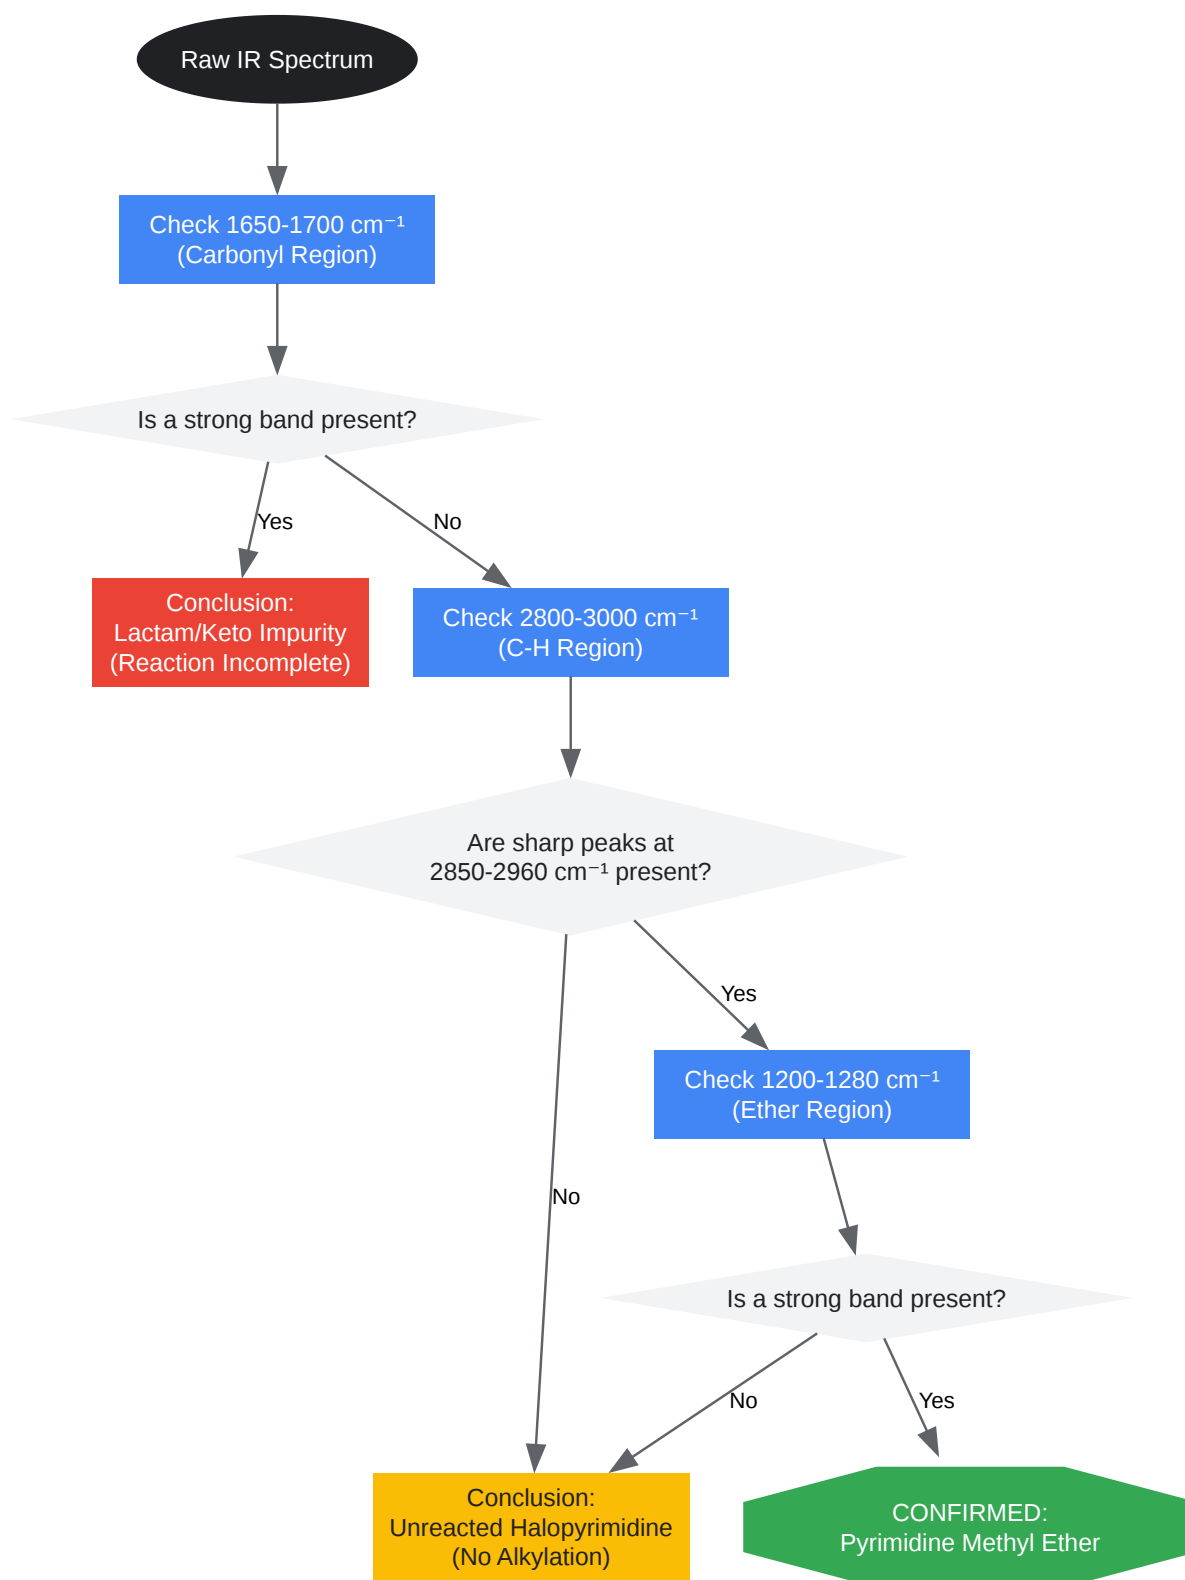 Raw IR Spectrum
Check 1650-1700 cm⁻¹
(Carbonyl Region)
Is a strong band present?
Yes
No
Conclusion:
Lactam/Keto Impurity
(Reaction Incomplete)
Check 2800-3000 cm⁻¹
(C-H Region)
Are sharp peaks at
2850-2960 cm⁻¹ present?
Yes
Check 1200-1280 cm⁻¹
(Ether Region)
No
Is a strong band present?
No
Yes
Conclusion:
Unreacted Halopyrimidine
(No Alkylation)
CONFIRMED:
Pyrimidine Methyl Ether